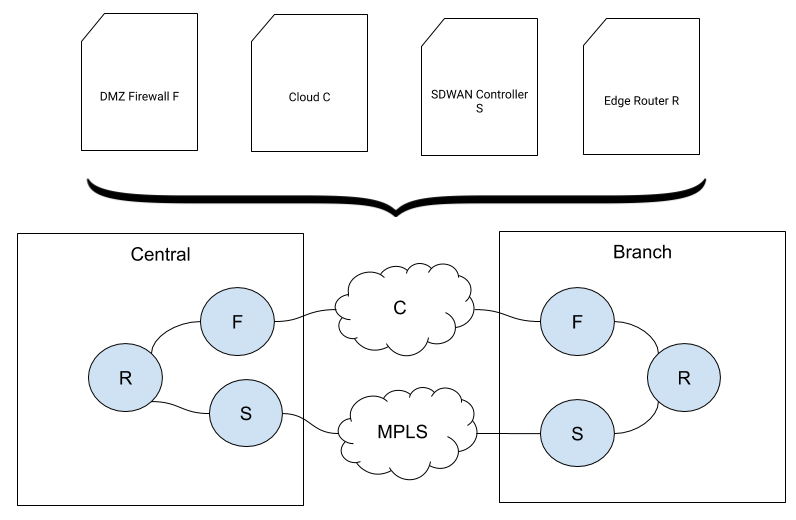 DMZ Firewall F
Cloud C
SDWAN Controller
S
Edge Router R
Central
Branch
F
C
F
R
R
S
MPLS
S